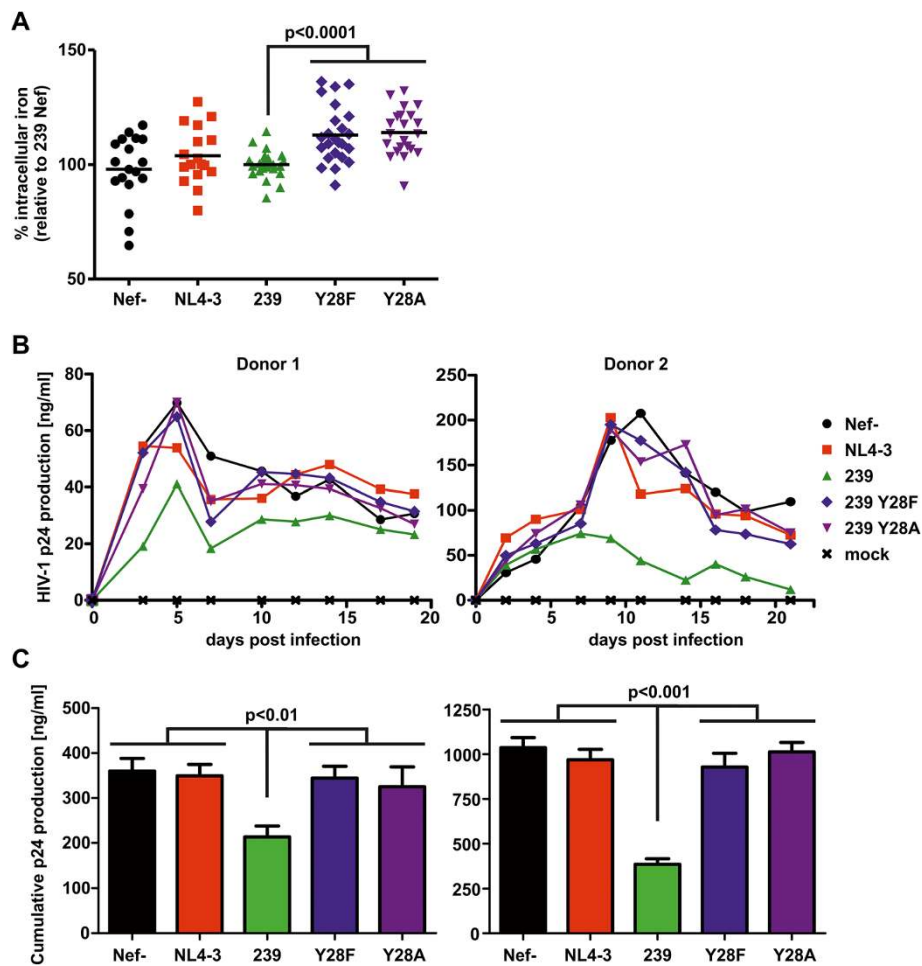 A
p<0.0001
% intracellular iron
(relative to 239 Nef)
150
100
50
Nef- NL4-3 239 Y28F Y28A
B
Donor 1
HIV-1 p24 production [ng/ml]
80
60
40
20
0
0 5 10 15 20
days post infection
Donor 2
250
200
150
100
50
0
0 5 10 15 20
days post infection
Nef-
NL4-3
239
239 Y28F
239 Y28A
mock
C
Cumulative p24 production [ng/ml]
p<0.01
500
400
300
200
100
0
Nef- NL4-3 239 Y28F Y28A
p<0.001
1250
1000
750
500
250
0
Nef- NL4-3 239 Y28F Y28A